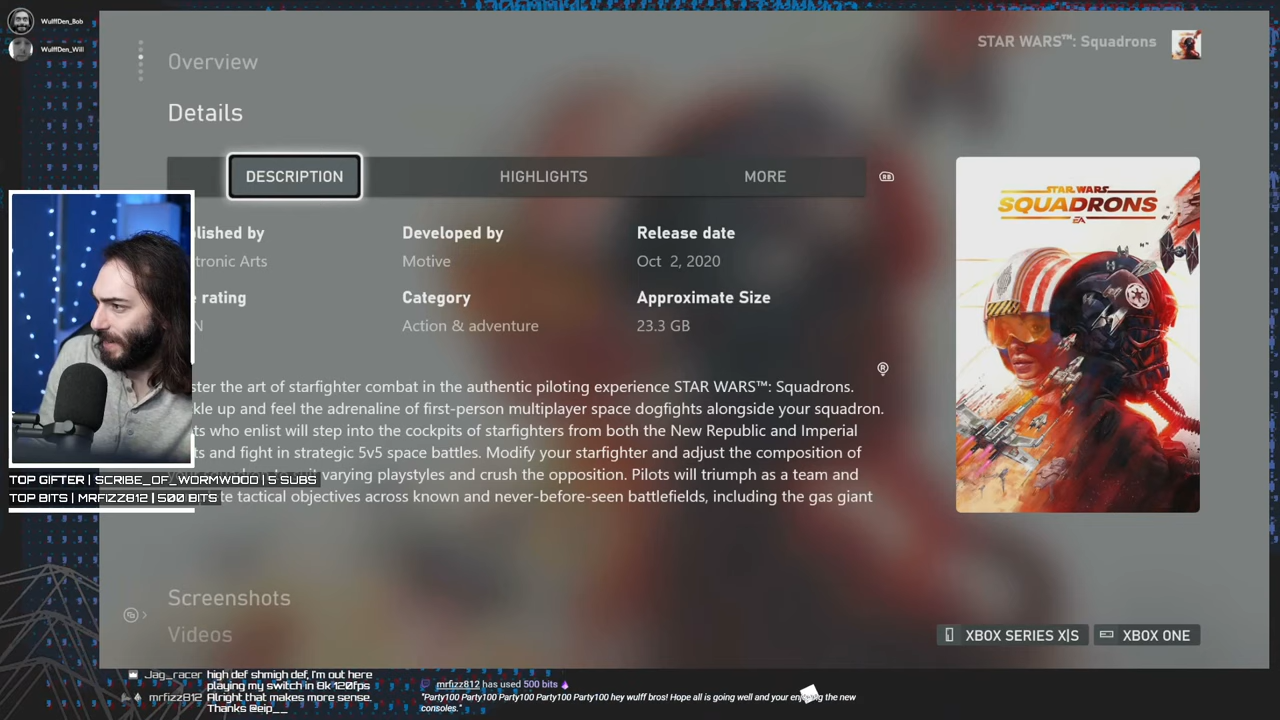 WulffDen_Bob
WulffDen_Will
STAR WARS™: Squadrons
Overview
Details
DESCRIPTION
HIGHLIGHTS
MORE
RB
lished by
Developed by
Release date
tronic Arts
Motive
Oct 2, 2020
rating
Category
Approximate Size
N
Action & adventure
23.3 GB
R
ster the art of starfighter combat in the authentic piloting experience STAR WARS™: Squadrons.
kle up and feel the adrenaline of first-person multiplayer space dogfights alongside your squadron.
ts who enlist will step into the cockpits of starfighters from both the New Republic and Imperial
ts and fight in strategic 5v5 space battles. Modify your starfighter and adjust the composition of
varying playstyles and crush the opposition. Pilots will triumph as a team and
te tactical objectives across known and never-before-seen battlefields, including the gas giant
STAR WARS
SQUADRONS
EA
TOP GIFTER | SCRIBE_OF_WORMWOOD | 5 SUBS
TOP BITS | MRFIZZ812 | 500 BITS
Screenshots
Videos
XBOX SERIES X|S
XBOX ONE
Jag_racer high def shmigh def, I'm out here
playing my switch in 8k 120fps
mrfizz812 Alright that makes more sense.
Thanks @eip__
mrfizz812 has used 500 bits
"Party100 Party100 Party100 Party100 Party100 hey wulff bros! Hope all is going well and your enjoying the new
consoles."